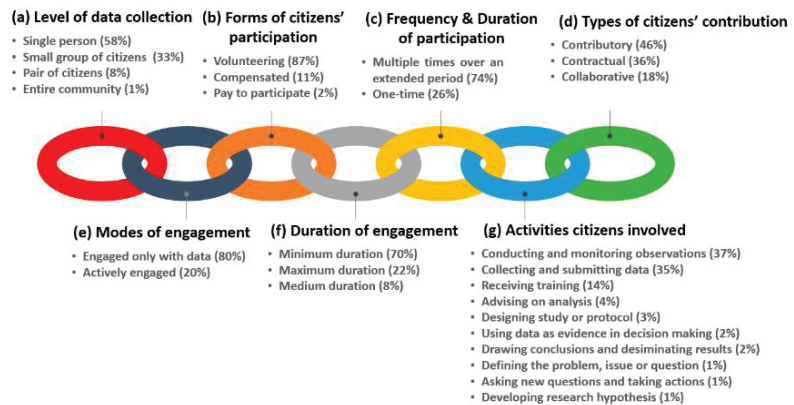 (a) Level of data collection
• Single person (58%)
• Small group of citizens (33%)
• Pair of citizens (8%)
• Entire community (1%)
(b) Forms of citizens’
participation
• Volunteering (87%)
• Compensated (11%)
• Pay to participate (2%)
(c) Frequency & Duration
of participation
• Multiple times over an
extended period (74%)
• One-time (26%)
(d) Types of citizens’ contribution
• Contributory (46%)
• Contractual (36%)
• Collaborative (18%)
(e) Modes of engagement
• Engaged only with data (80%)
• Actively engaged (20%)
(f) Duration of engagement
• Minimum duration (70%)
• Maximum duration (22%)
• Medium duration (8%)
(g) Activities citizens involved
• Conducting and monitoring observations (37%)
• Collecting and submitting data (35%)
• Receiving training (14%)
• Advising on analysis (4%)
• Designing study or protocol (3%)
• Using data as evidence in decision making (2%)
• Drawing conclusions and desiminating results (2%)
• Defining the problem, issue or question (1%)
• Asking new questions and taking actions (1%)
• Developing research hypothesis (1%)